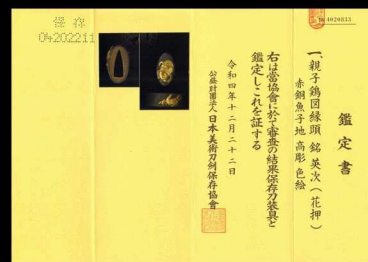 保存
04202211
№ 4020833
鑑定書
一、親子鶏図縁頭 銘 英次(花押)
赤銅魚子地 高彫 色絵
右は當協會に於て審査の結果保存刀装具と
鑑定しこれを証する
令和四年十二月二十二日
公益財團法人 日本美術刀剣保存協會